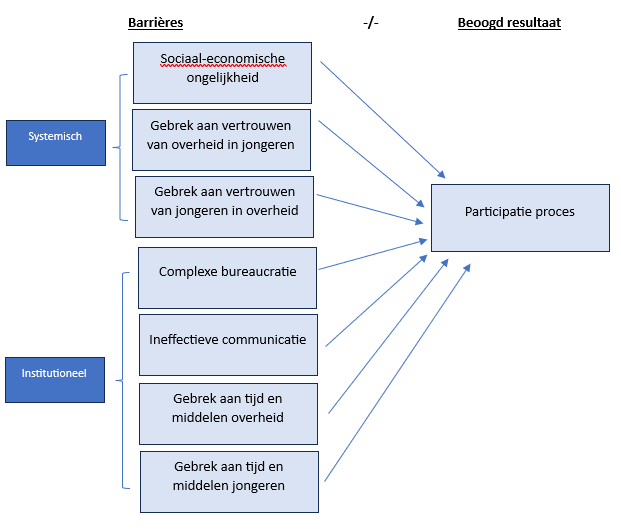 Barrières
-/-
Beoogd resultaat
Sociaal-economische
ongelijkheid
Systemisch
Gebrek aan vertrouwen
van overheid in jongeren
Gebrek aan vertrouwen
van jongeren in overheid
Participatie proces
Complexe bureaucratie
Ineffectieve communicatie
Institutioneel
Gebrek aan tijd en
middelen overheid
Gebrek aan tijd en
middelen jongeren